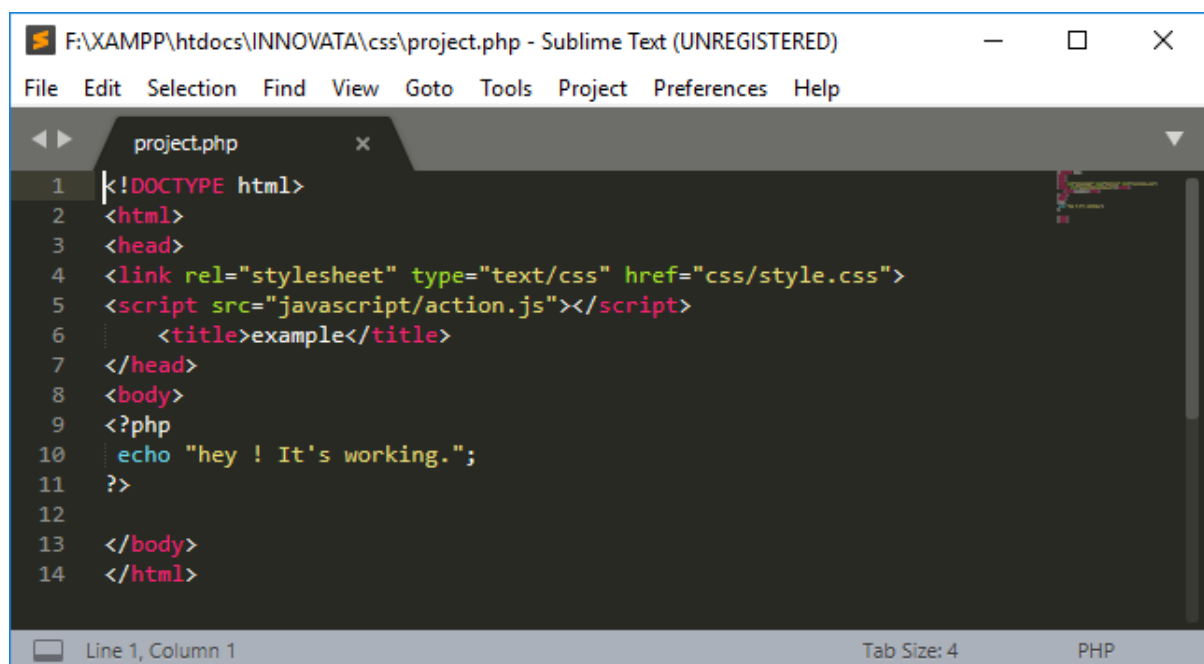 F:\XAMPP\htdocs\INNOVATA\css\project.php - Sublime Text (UNREGISTERED)
File Edit Selection Find View Goto Tools Project Preferences Help
project.php
1 <!DOCTYPE html>
2 <html>
3 <head>
4 <link rel="stylesheet" type="text/css" href="css/style.css">
5 <script src="javascript/action.js"></script>
6     <title>example</title>
7 </head>
8 <body>
9 <?php
10  echo "hey ! It's working.";
11 ?>
12
13 </body>
14 </html>
Line 1, Column 1 Tab Size: 4 PHP